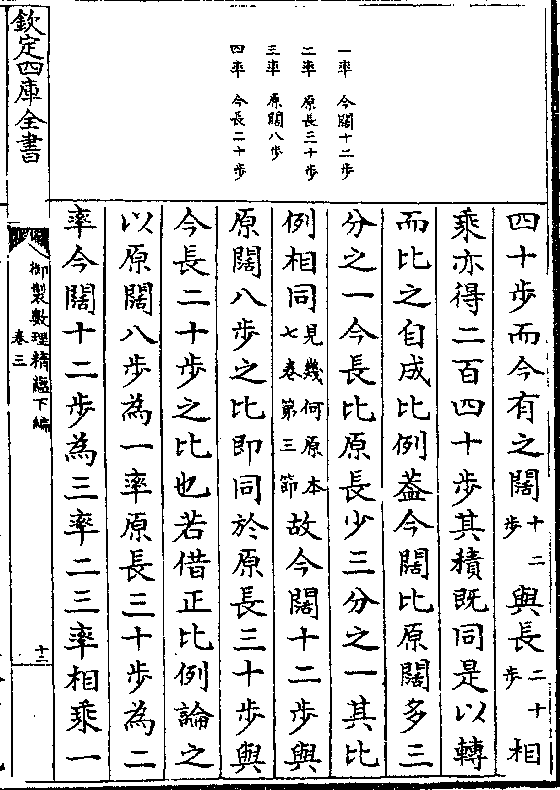 一率　今闊十二步
二率　原長三十步
三率　原闊八步
四率　今長二十步
四十步而今有之闊十二步與長二十步相
乘亦得二百四十步其積既同是以轉
而比之自成比例葢今闊比原闊多三
分之一今長比原長少三分之一其比
例相同見幾何原本七卷第三節故今闊十二步與
原闊八步之比即同於原長三十步與
今長二十步之比也若借正比例論之
以原闊八步為一率原長三十步為二
率今闊十二步為三率二三率相乘一
欽定四庫全書
御製數理精藴下編
卷三
十三